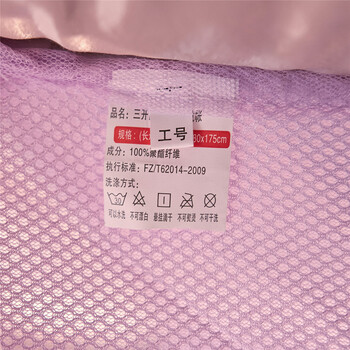 品名：三开
规格：(长 0x175cm
工号
成分：100%聚酯纤维
执行标准：FZ/T62014-2009
洗涤方式：
30
可以水洗 不可漂白 悬挂滴干 不可熨烫 不可干洗